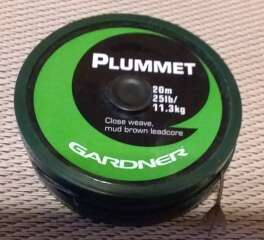 PLUMMET
20m
25lb/
11.3kg
Close weave,
mud brown leadcore
GARDNER